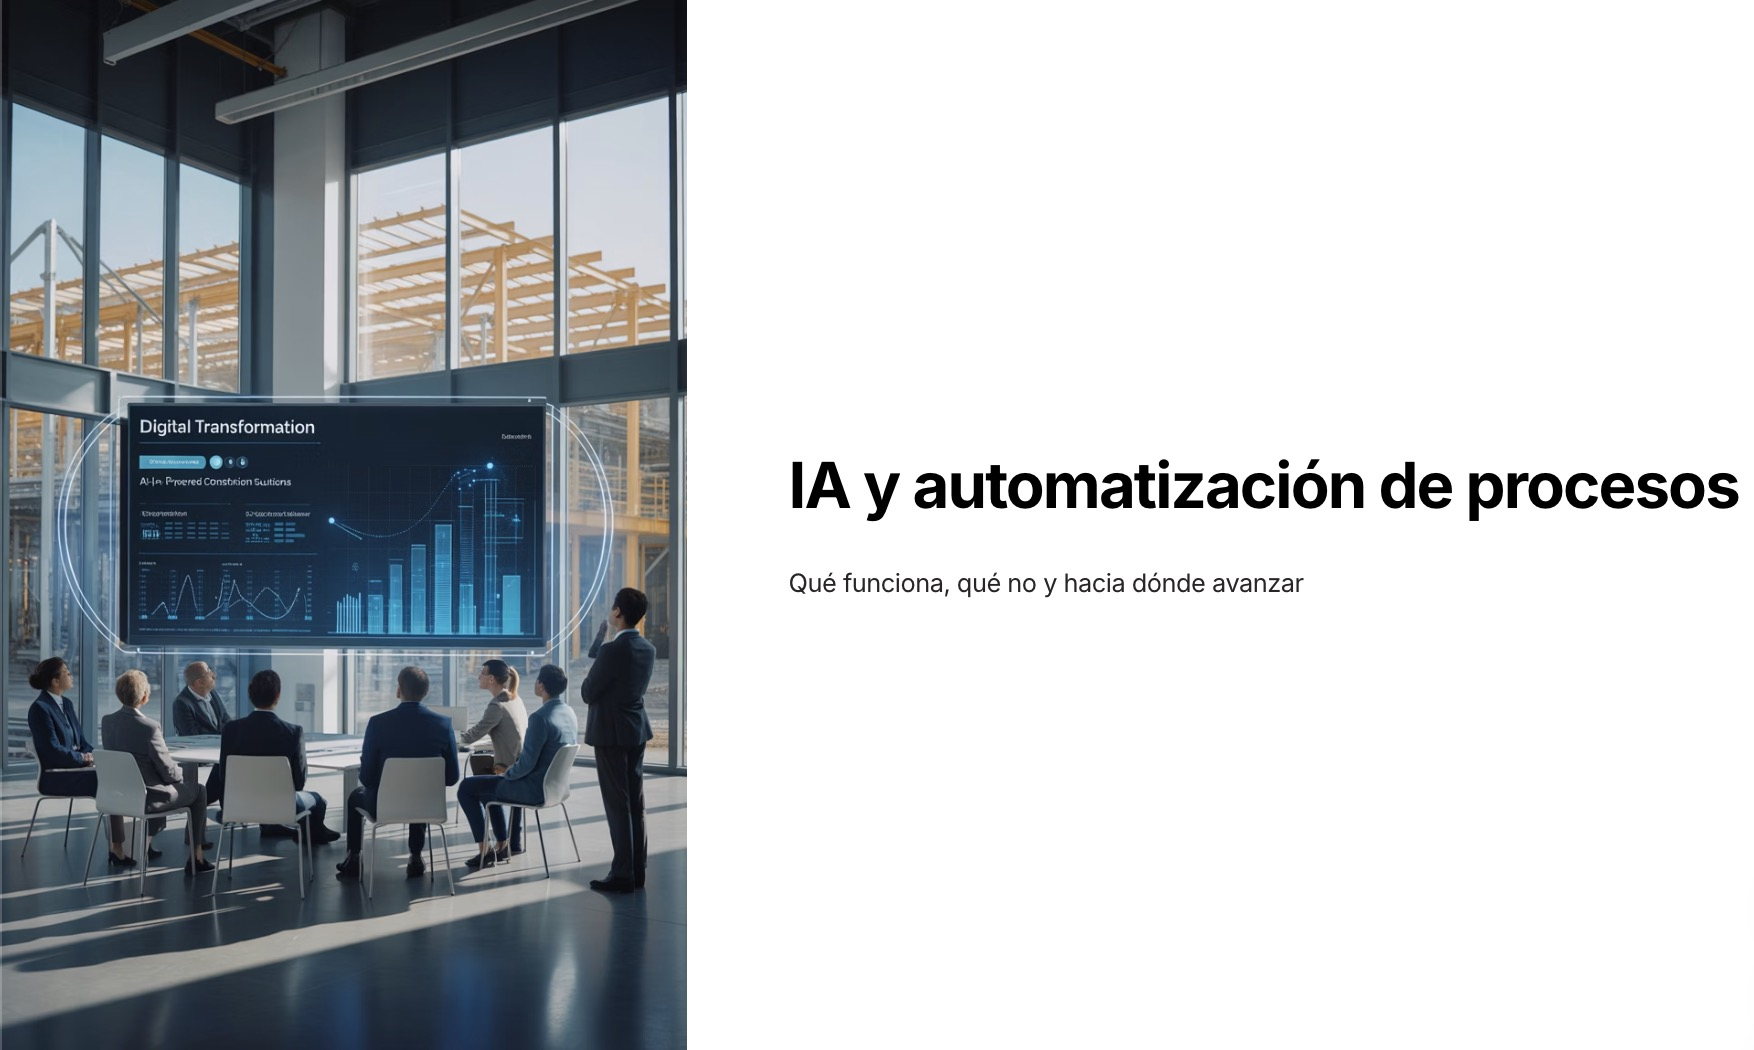 Digital Transformation
IA y automatización de procesos
Qué funciona, qué no y hacia dónde avanzar